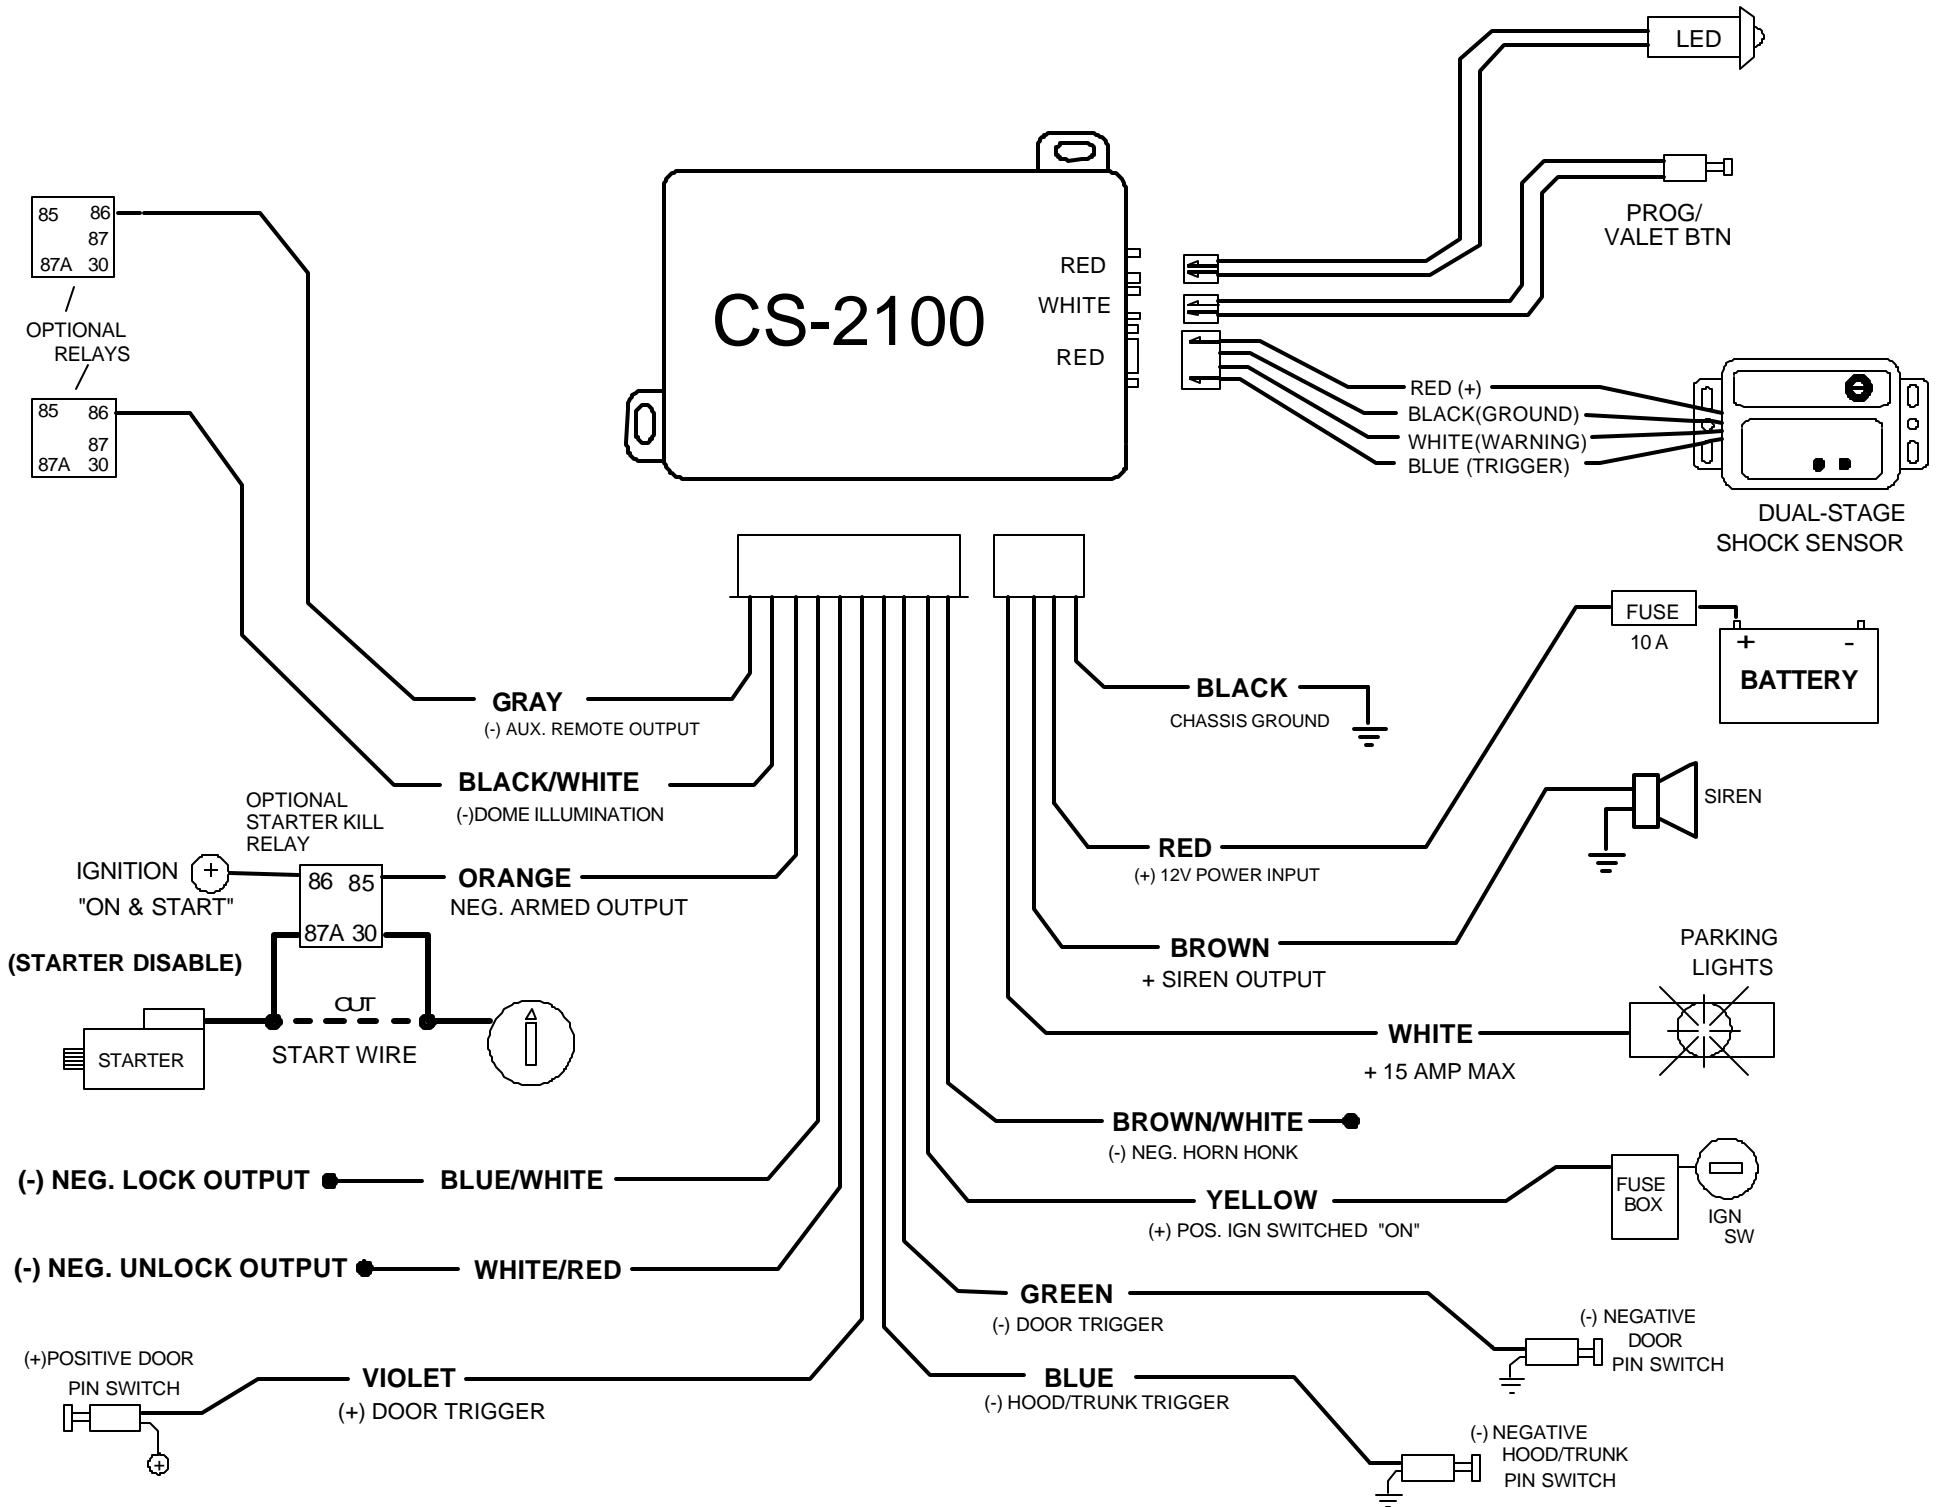 LED
PROG/
VALET BTN
85 86
87
87A 30
OPTIONAL
RELAYS
85 86
87
87A 30
CS-2100
RED
WHITE
RED
RED (+)
BLACK(GROUND)
WHITE(WARNING)
BLUE (TRIGGER)
DUAL-STAGE
SHOCK SENSOR
FUSE
10 A
+ -
BATTERY
GRAY
(-) AUX. REMOTE OUTPUT
BLACK
CHASSIS GROUND
BLACK/WHITE
(-)DOME ILLUMINATION
SIREN
OPTIONAL
STARTER KILL
RELAY
RED
(+) 12V POWER INPUT
IGNITION +
"ON & START"
86 85
87A 30
ORANGE
NEG. ARMED OUTPUT
(STARTER DISABLE)
CUT
START WIRE
STARTER
BROWN
+ SIREN OUTPUT
PARKING
LIGHTS
WHITE
+ 15 AMP MAX
BROWN/WHITE
(-) NEG. HORN HONK
(-) NEG. LOCK OUTPUT
BLUE/WHITE
YELLOW
(+) POS. IGN SWITCHED "ON"
FUSE
BOX
IGN
SW
(-) NEG. UNLOCK OUTPUT
WHITE/RED
GREEN
(-) DOOR TRIGGER
(-) NEGATIVE
DOOR
PIN SWITCH
(+)POSITIVE DOOR
PIN SWITCH
+
VIOLET
(+) DOOR TRIGGER
BLUE
(-) HOOD/TRUNK TRIGGER
(-) NEGATIVE
HOOD/TRUNK
PIN SWITCH